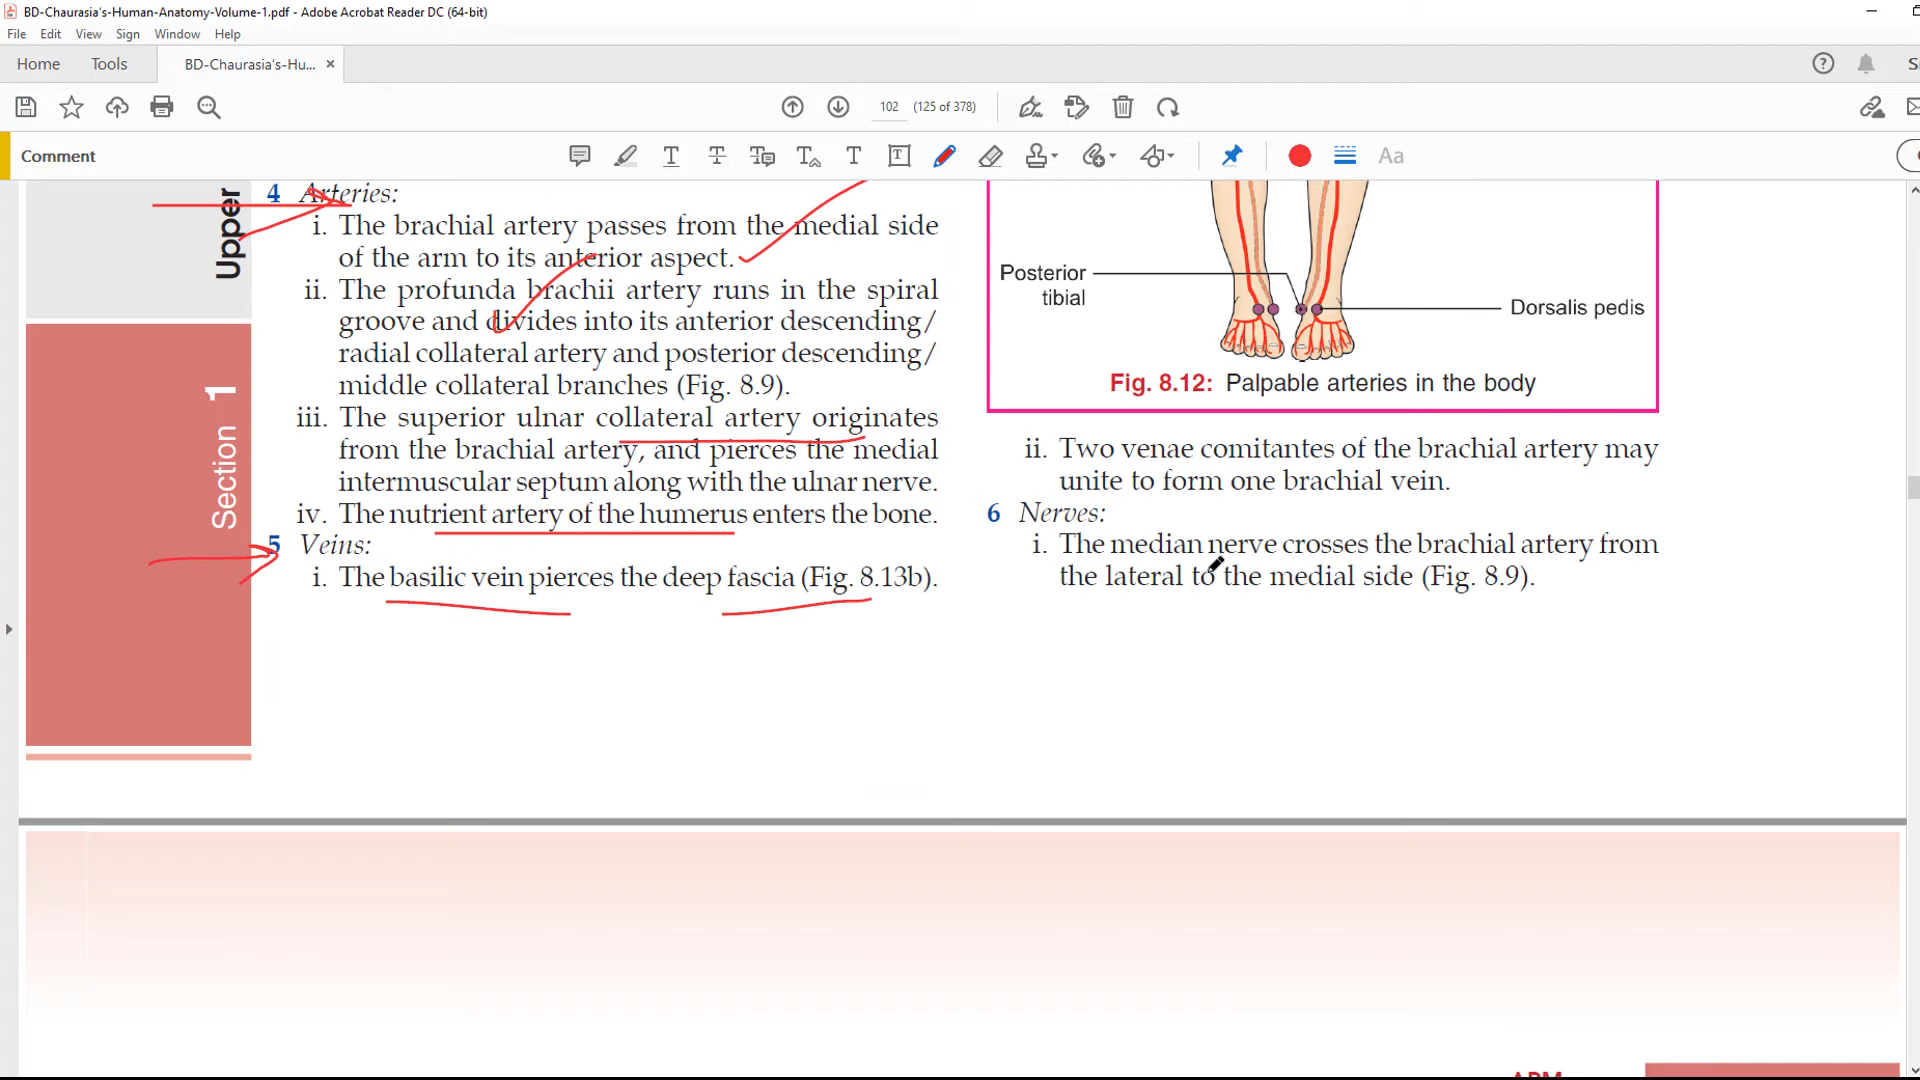 BD-Chaurasia's-Human-Anatomy-Volume-1.pdf - Adobe Acrobat Reader DC (64-bit)
File Edit View Sign Window Help
Home Tools BD-Chaurasia's-Hu... ×
102 (125 of 378)
Comment
Aa
Upper
Section 1
4 Arteries:
i. The brachial artery passes from the medial side
of the arm to its anterior aspect.
ii. The profunda brachii artery runs in the spiral
groove and divides into its anterior descending/
radial collateral artery and posterior descending/
middle collateral branches (Fig. 8.9).
iii. The superior ulnar collateral artery originates
from the brachial artery, and pierces the medial
intermuscular septum along with the ulnar nerve.
iv. The nutrient artery of the humerus enters the bone.
5 Veins:
i. The basilic vein pierces the deep fascia (Fig. 8.13b).
Posterior
tibial
Dorsalis pedis
Fig. 8.12: Palpable arteries in the body
ii. Two venae comitantes of the brachial artery may
unite to form one brachial vein.
6 Nerves:
i. The median nerve crosses the brachial artery from
the lateral to the medial side (Fig. 8.9).